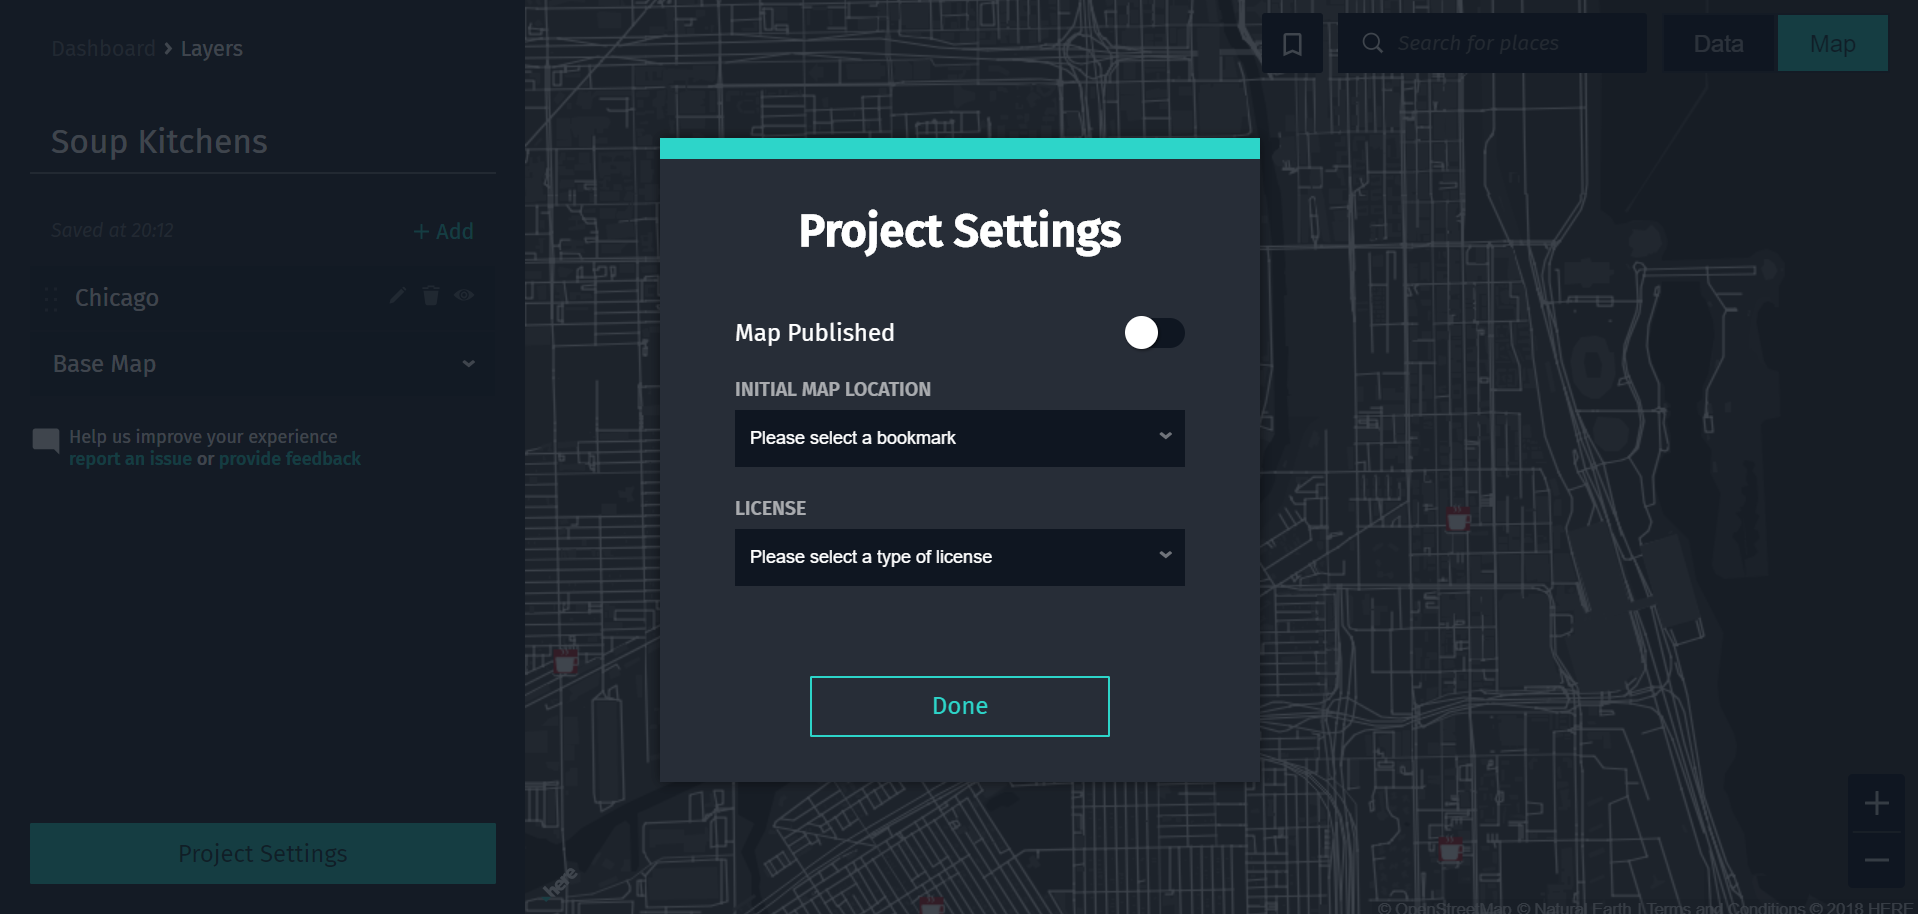 Dashboard › Layers
Search for places
Data
Map
Soup Kitchens
Saved at 20:12
+ Add
Chicago
Base Map
Help us improve your experience
report an issue or provide feedback
Project Settings
Project Settings
Map Published
INITIAL MAP LOCATION
Please select a bookmark
LICENSE
Please select a type of license
Done
here
© OpenStreetMap © Natural Earth | Terms and Conditions © 2018 HERE